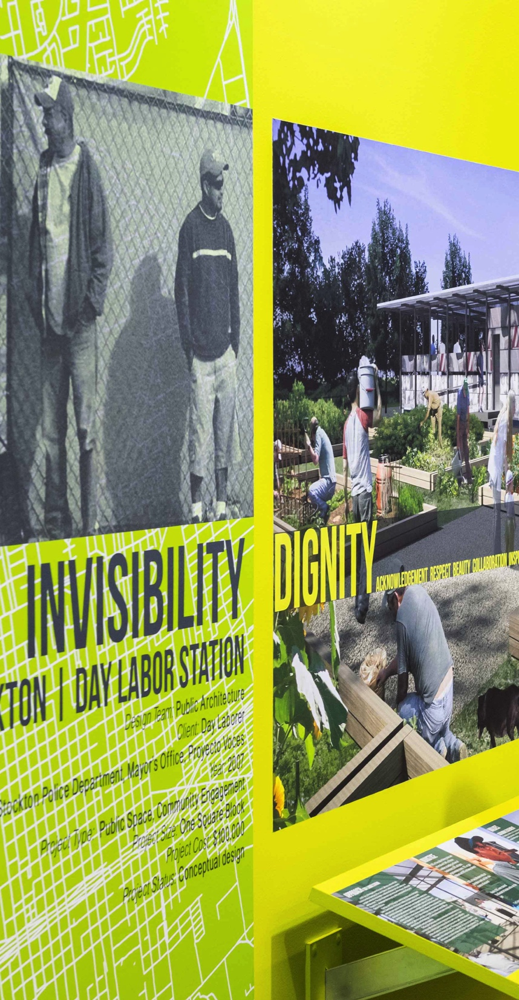 INVISIBILITY
KTON | DAY LABOR STATION
Design Team: Public Architecture
Client: Day Laborer
Stockton Police Department, Mayor's Office, Proyecto Voces
Year: 2007
Project Type: Public Space, Community Engagement
Project Size: One Square Block
Project Cost: $100,000
Project Status: Conceptual design
DIGNITY
ACKNOWLEDGEMENT RESPECT BEAUTY COLLABORATION INSPI